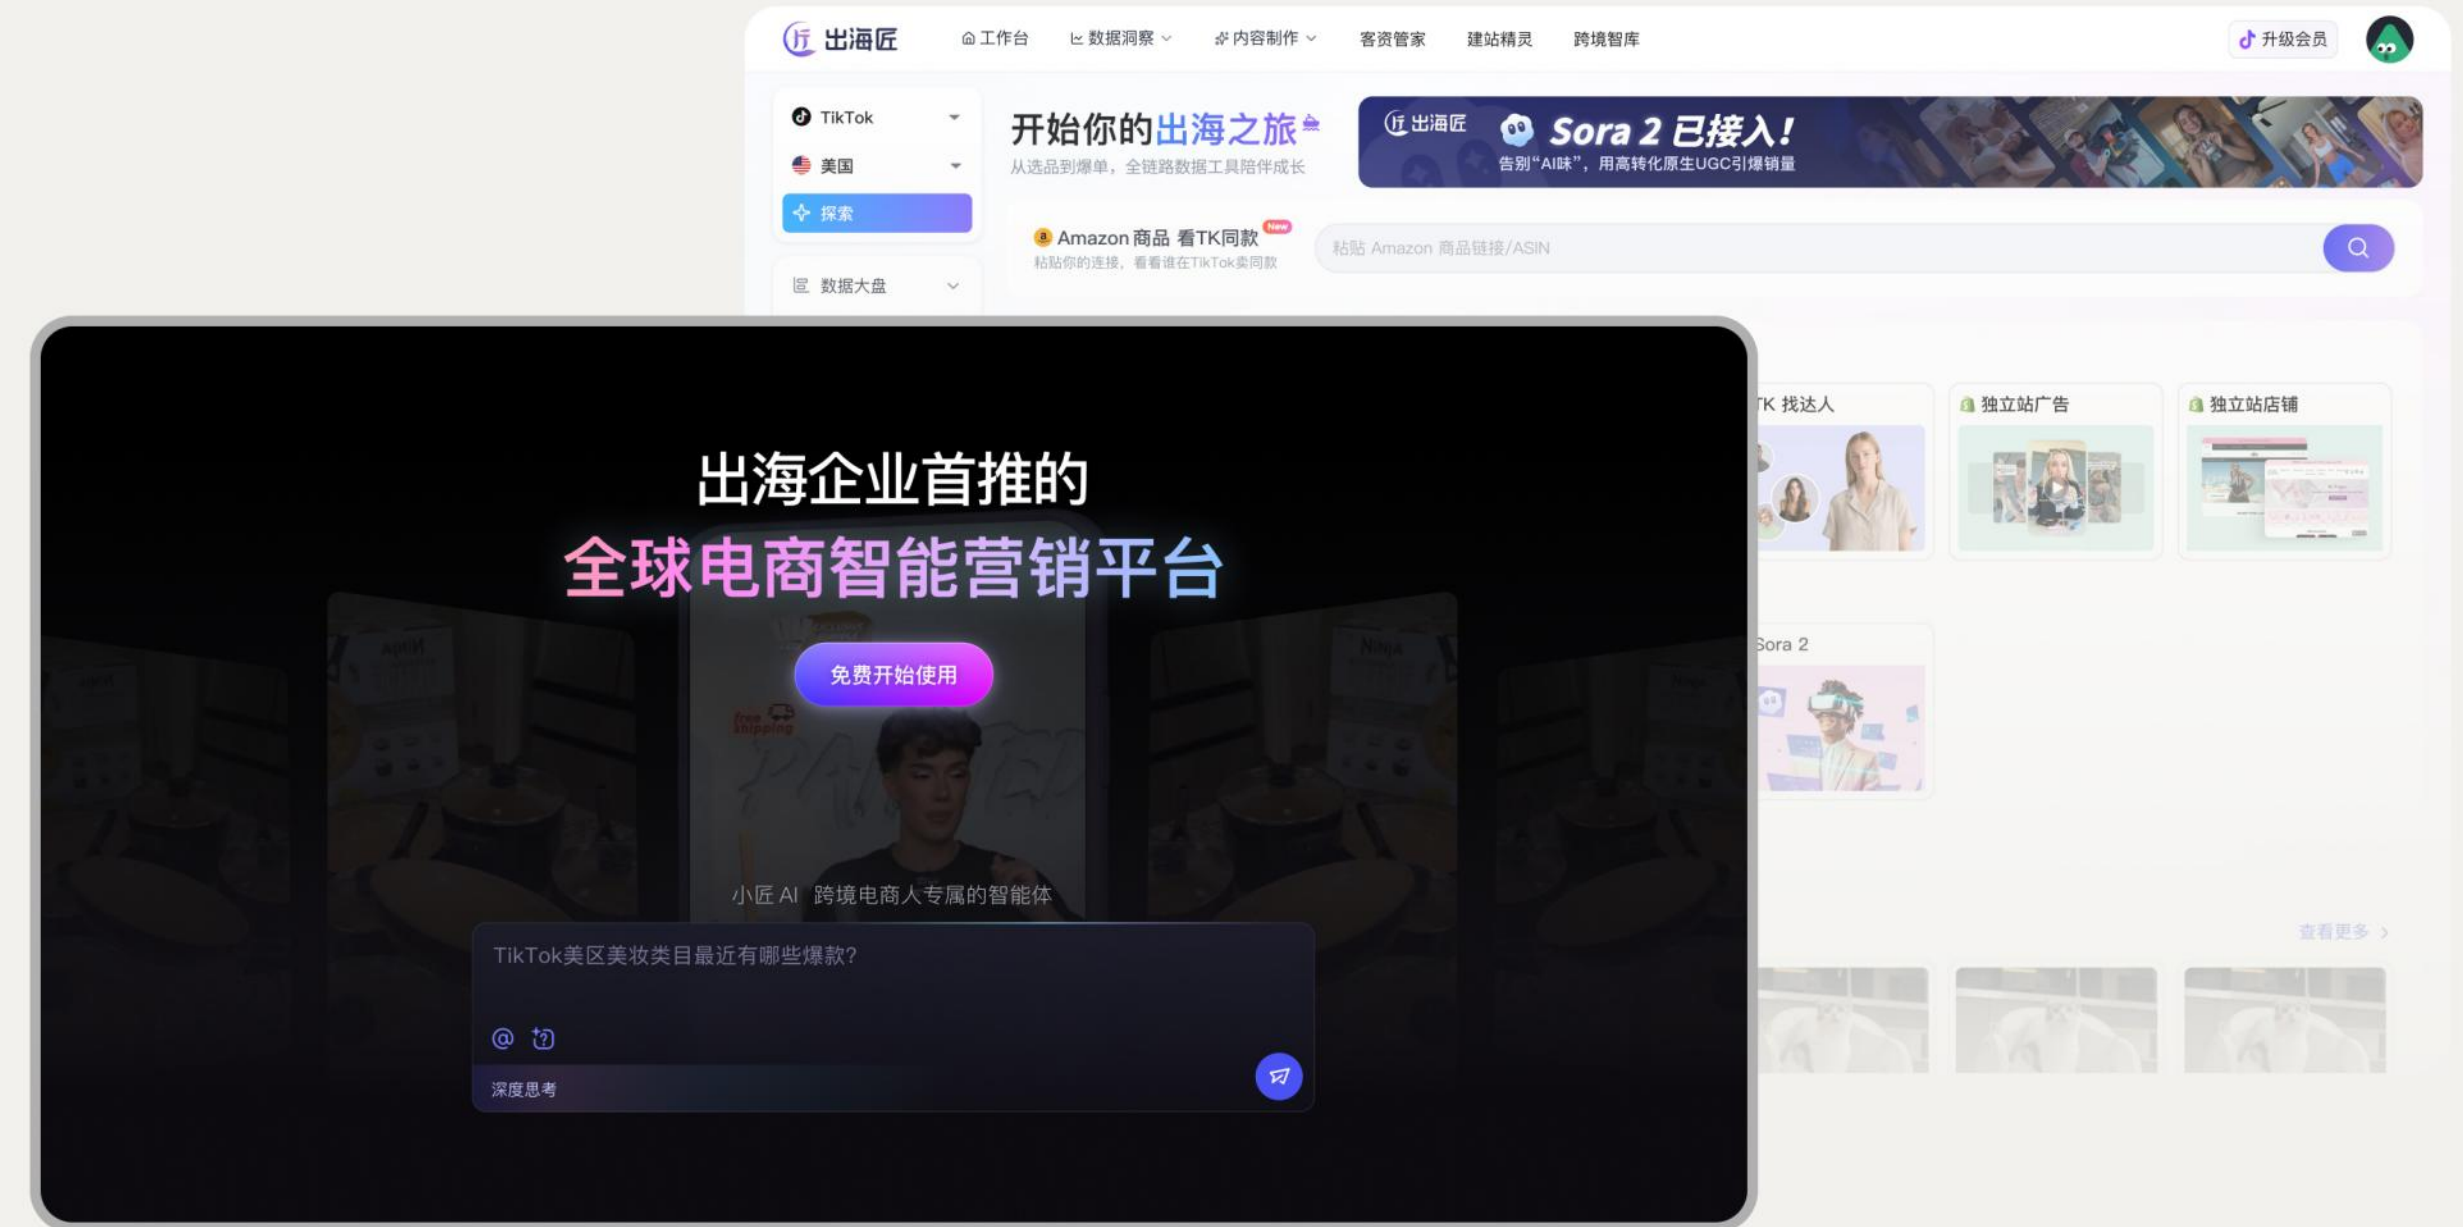 出海匠
工作台
数据洞察
内容制作
客资管家
建站精灵
跨境智库
升级会员
TikTok
美国
探索
数据大盘
开始你的出海之旅
从选品到爆单，全链路数据工具陪伴成长
出海匠
Sora 2 已接入!
告别“AI味”，用高转化原生UGC引爆销量
Amazon 商品 看TK同款
New
粘贴你的连接，看看谁在TikTok卖同款
粘贴 Amazon 商品链接/ASIN
TK 找达人
独立站广告
独立站店铺
Sora 2
查看更多
出海企业首推的
全球电商智能营销平台
免费开始使用
free
shipping
小匠 AI 跨境电商人专属的智能体
TikTok美区美妆类目最近有哪些爆款?
深度思考